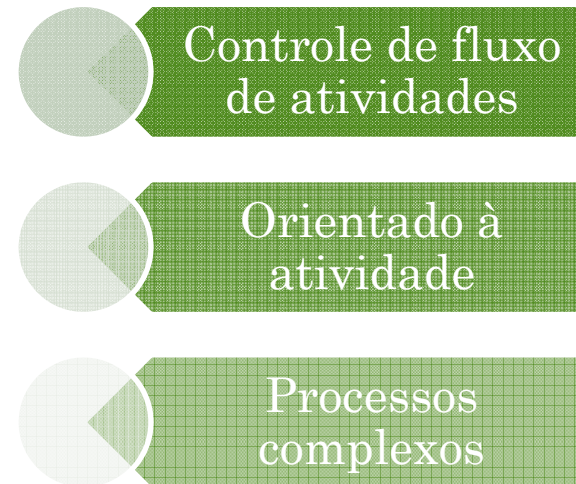 Controle de fluxo
de atividades
Orientado à
atividade
Processos
complexos